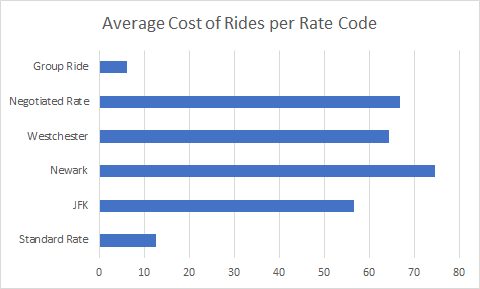 Average Cost of Rides per Rate Code
Group Ride
Negotiated Rate
Westchester
Newark
JFK
Standard Rate
0 10 20 30 40 50 60 70 80